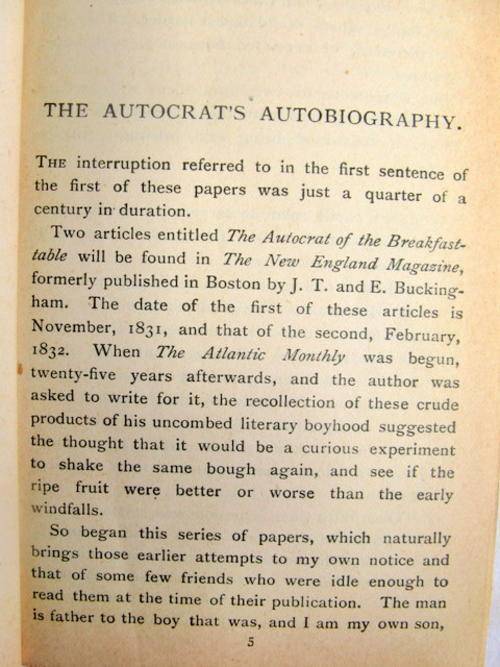 THE AUTOCRAT'S AUTOBIOGRAPHY.
THE interruption referred to in the first sentence of
the first of these papers was just a quarter of a
century in duration.
Two articles entitled The Autocrat of the Breakfast-
table will be found in The New England Magazine,
formerly published in Boston by J. T. and E. Bucking-
ham. The date of the first of these articles is
November, 1831, and that of the second, February,
1832. When The Atlantic Monthly was begun,
twenty-five years afterwards, and the author was
asked to write for it, the recollection of these crude
products of his uncombed literary boyhood suggested
the thought that it would be a curious experiment
to shake the same bough again, and see if the
ripe fruit were better or worse than the early
windfalls.
So began this series of papers, which naturally
brings those earlier attempts to my own notice and
that of some few friends who were idle enough to
read them at the time of their publication. The man
is father to the boy that was, and I am my own son,
5